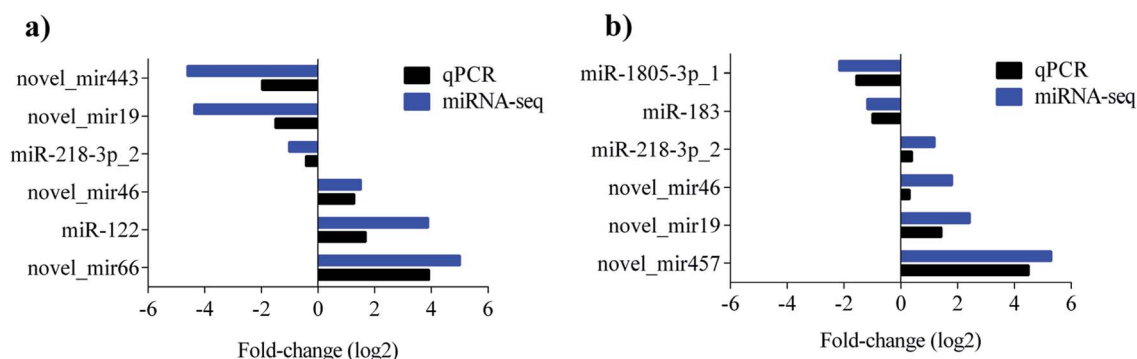 a)
novel_mir443
novel_mir19
miR-218-3p_2
novel_mir46
miR-122
novel_mir66
qPCR
miRNA-seq
-6 -4 -2 0 2 4 6
Fold-change (log2)
b)
miR-1805-3p_1
miR-183
miR-218-3p_2
novel_mir46
novel_mir19
novel_mir457
qPCR
miRNA-seq
-6 -4 -2 0 2 4 6
Fold-change (log2)